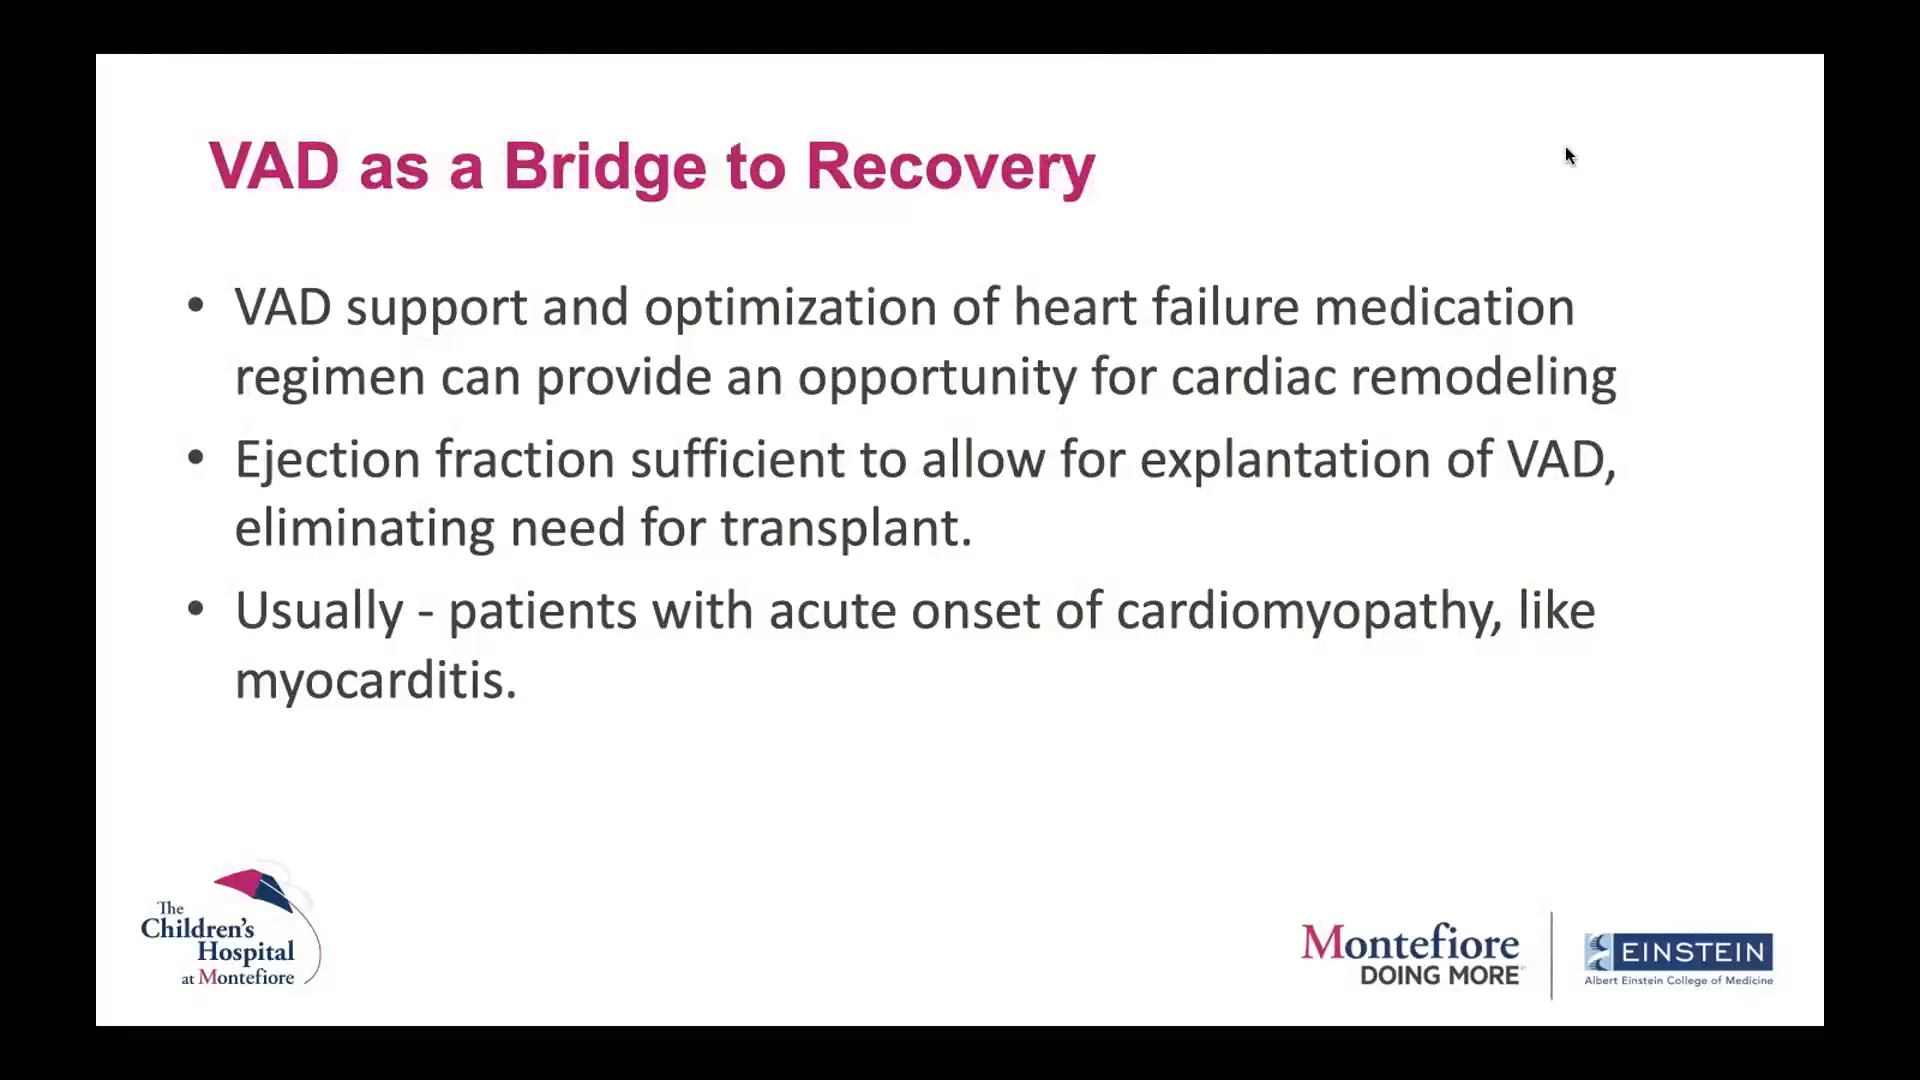 VAD as a Bridge to Recovery
• VAD support and optimization of heart failure medication
regimen can provide an opportunity for cardiac remodeling
• Ejection fraction sufficient to allow for explantation of VAD,
eliminating need for transplant.
• Usually - patients with acute onset of cardiomyopathy, like
myocarditis.
The
Children's
Hospital
at Montefiore
Montefiore
DOING MORE
EINSTEIN
Albert Einstein College of Medicine